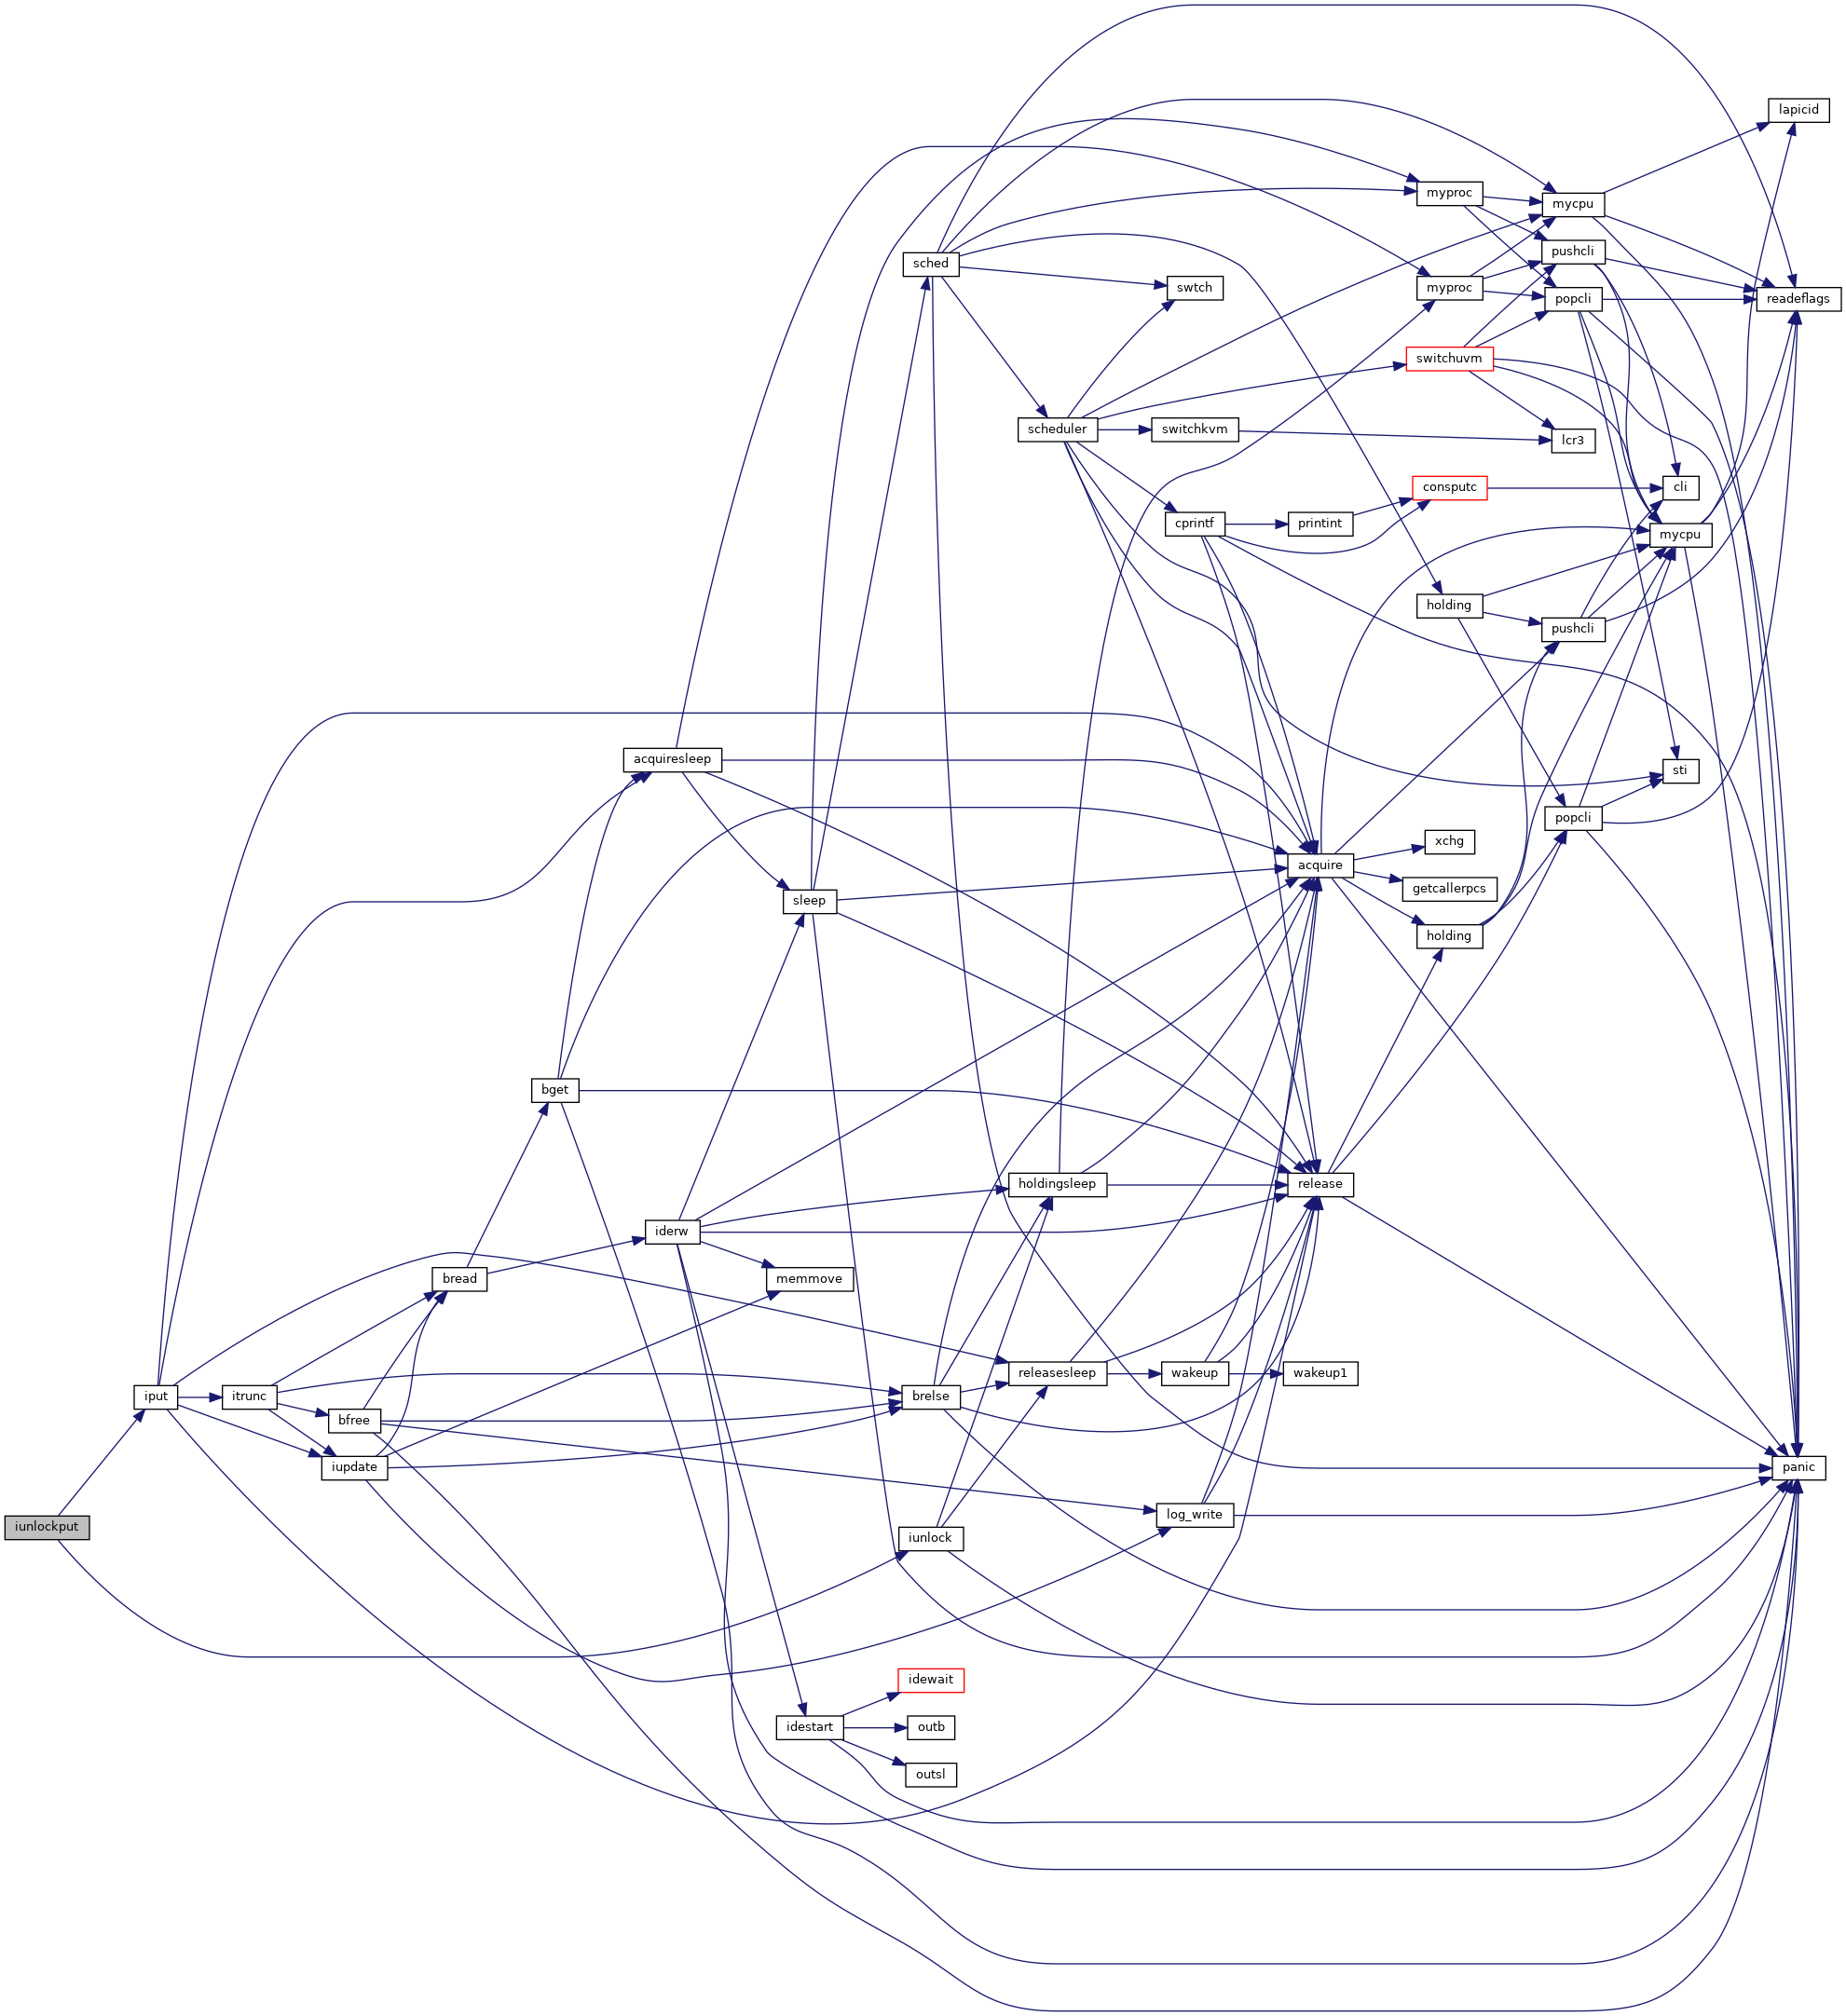 lapicid
myproc
mycpu
pushcli
sched
swtch
myproc
popcli
readeflags
switchuvm
scheduler
switchkvm
lcr3
consputc
cli
cprintf
printint
mycpu
holding
pushcli
acquiresleep
sti
popcli
xchg
acquire
getcallerpcs
sleep
holding
bget
holdingsleep
release
iderw
bread
memmove
releasesleep
wakeup
wakeup1
iput
itrunc
brelse
bfree
iupdate
panic
log_write
iunlockput
iunlock
idewait
idestart
outb
outsl